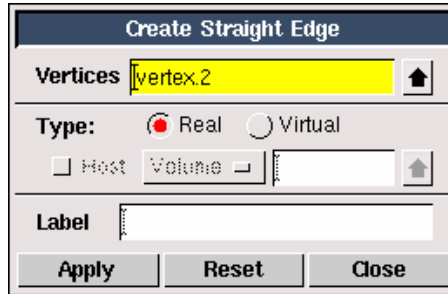 Create Straight Edge
Vertices vertex.2
Type: Real Virtual
Host Volume
Label
Apply Reset Close